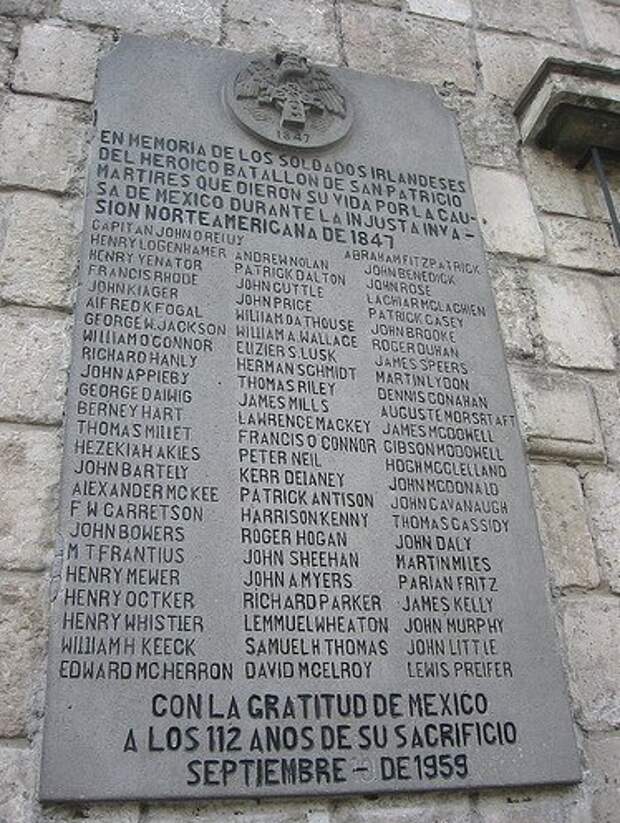 1847
EN MEMORIA DE LOS SOLDADOS IRLANDESES
DEL HEROICO BATALLON DE SAN PATRICIO
MARTIRES QUE DIERON SU VIDA POR LA CAU-
SA DE MEXICO DURANTE LA INJUSTA INVA-
SION NORTEAMERICANA DE 1847
CAPITAN JOHN O REILLY
HENRY LOGENHAMER ANDREW NOLAN ABRAHAM FITZPATRICK
HENRY VENATOR PATRICK DALTON JOHN BENEDICK
FRANCIS RHODE JOHN CUTTLE JOHN ROSE
JOHN KIAGER JOHN PRICE LACHIAR MCLACHIEN
ALFRED K FOGAL WILLIAM OATHOUSE PATRICK CASEY
GEORGE W. JACKSON WILLIAM A. WALLACE JOHN BROOKE
WILLIAM O'CONNOR ELIZIER S. LUSK ROGER DUHAN
RICHARD HANLY HERMAN SCHMIDT JAMES SPEERS
JOHN APPLEBY THOMAS RILEY MARTIN LYDON
GEORGE DALWIG JAMES MILLS DENNIS CONAHAN
BERNEY HART LAWRENCE MACKEY AUGUSTE MORSRTAFT
THOMAS MILLET FRANCIS O'CONNOR JAMES MCDOWELL
HEZEKIAH AKLES PETER NEIL GIBSON MCDOWELL
JOHN BARTELY KERR DELANEY HOGH MCCLELLAND
ALEXANDER MC KEE PATRICK ANTISON JOHN MCDONALD
F W GARRETSON HARRISON KENNY JOHN CAVANAUGH
JOHN BOWERS ROGER HOGAN THOMAS CASSIDY
M T FRANTIUS JOHN SHEEHAN JOHN DALY
HENRY MEWER JOHN A MYERS MARTIN MILES
HENRY OCTKER RICHARD PARKER PARIAN FRITZ
HENRY WHISTLER LEMMUEL WHEATON JAMES KELLY
WILLIAM H KEECK SAMUEL H THOMAS JOHN MURPHY
EDWARD MC HERRON DAVID MCELROY JOHN LITTLE
LEWIS PREIFER
CON LA GRATITUD DE MEXICO
A LOS 112 AÑOS DE SU SACRIFICIO
SEPTIEMBRE - DE 1959